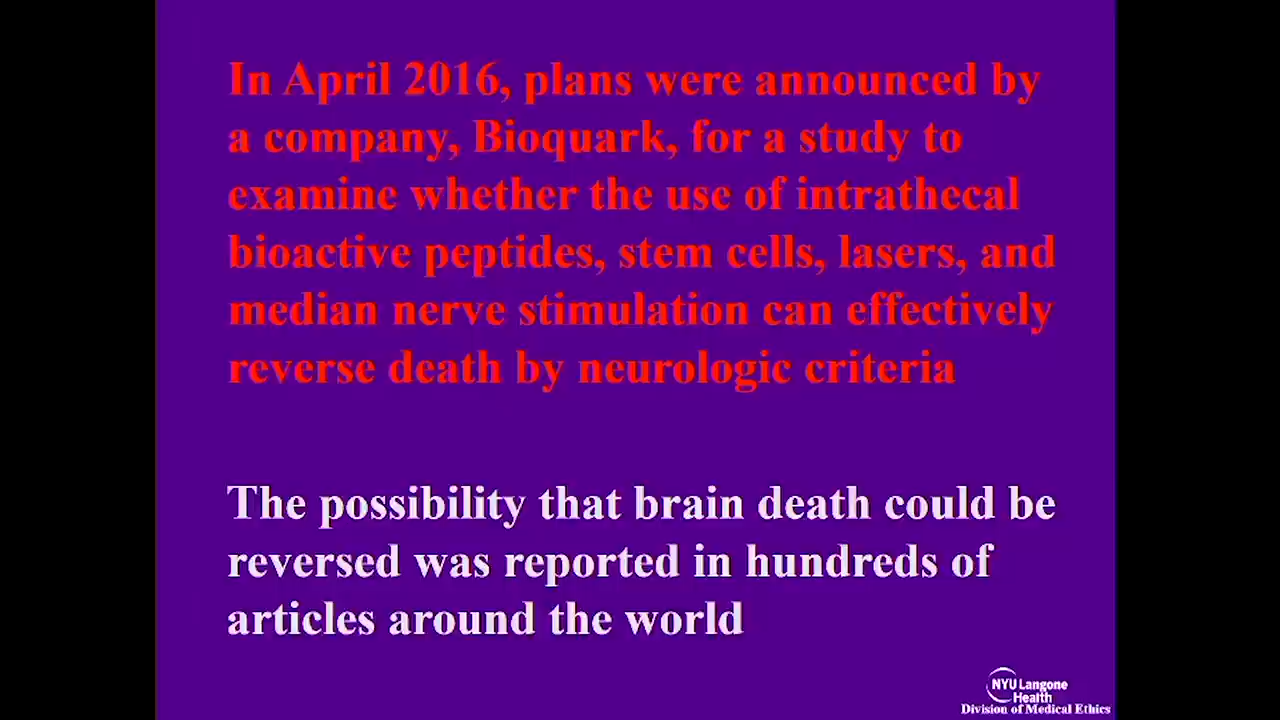 In April 2016, plans were announced by
a company, Bioquark, for a study to
examine whether the use of intrathecal
bioactive peptides, stem cells, lasers, and
median nerve stimulation can effectively
reverse death by neurologic criteria
The possibility that brain death could be
reversed was reported in hundreds of
articles around the world
NYU Langone
Health
Division of Medical Ethics